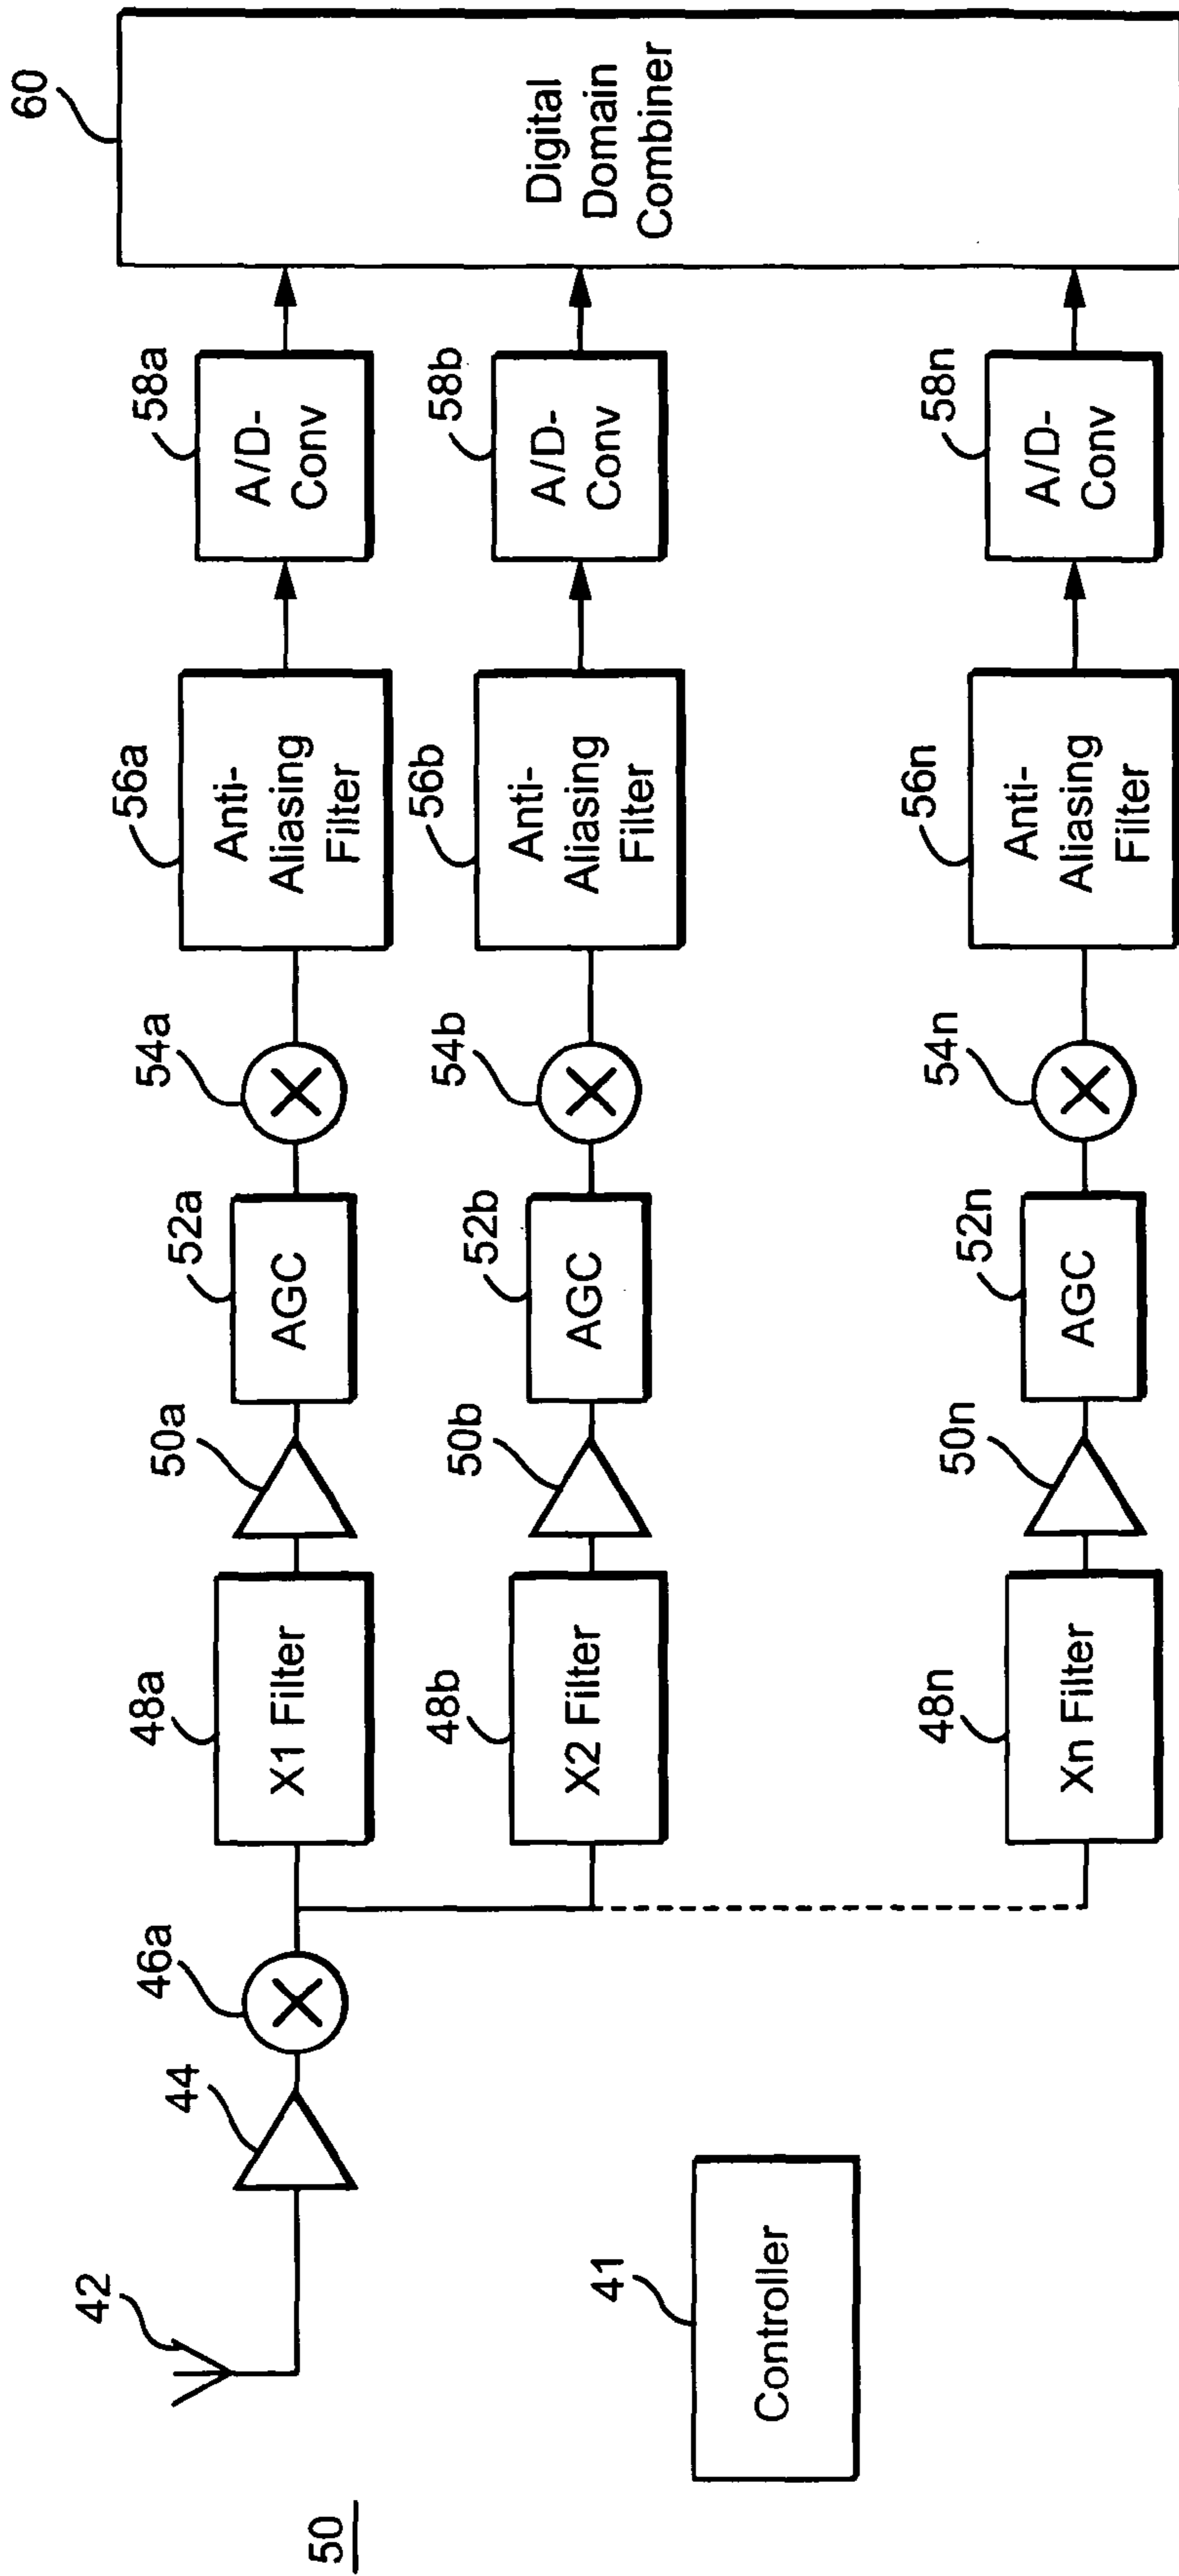 50
42
44
46a
48a
X1 Filter
50a
52a
AGC
54a
56a
Anti-
Aliasing
Filter
58a
A/D-
Conv
60
Digital
Domain
Combiner
48b
X2 Filter
50b
52b
AGC
54b
56b
Anti-
Aliasing
Filter
58b
A/D-
Conv
41
Controller
48n
Xn Filter
50n
52n
AGC
54n
56n
Anti-
Aliasing
Filter
58n
A/D-
Conv